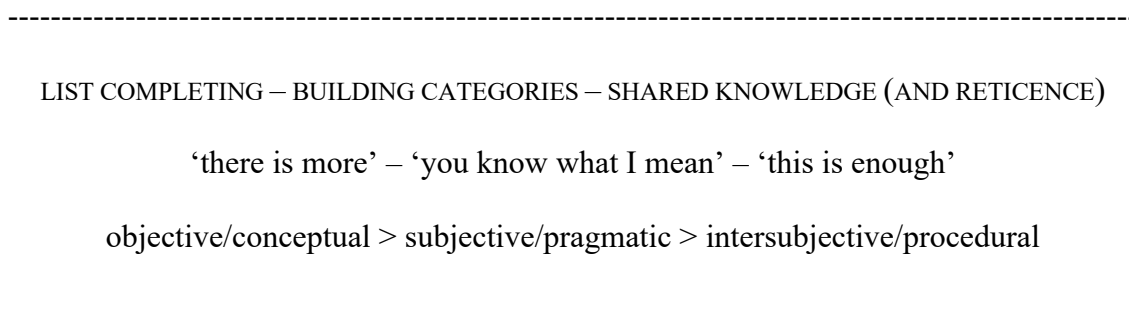 LIST COMPLETING – BUILDING CATEGORIES – SHARED KNOWLEDGE (AND RETICENCE)
‘there is more’ – ‘you know what I mean’ – ‘this is enough’
objective/conceptual > subjective/pragmatic > intersubjective/procedural